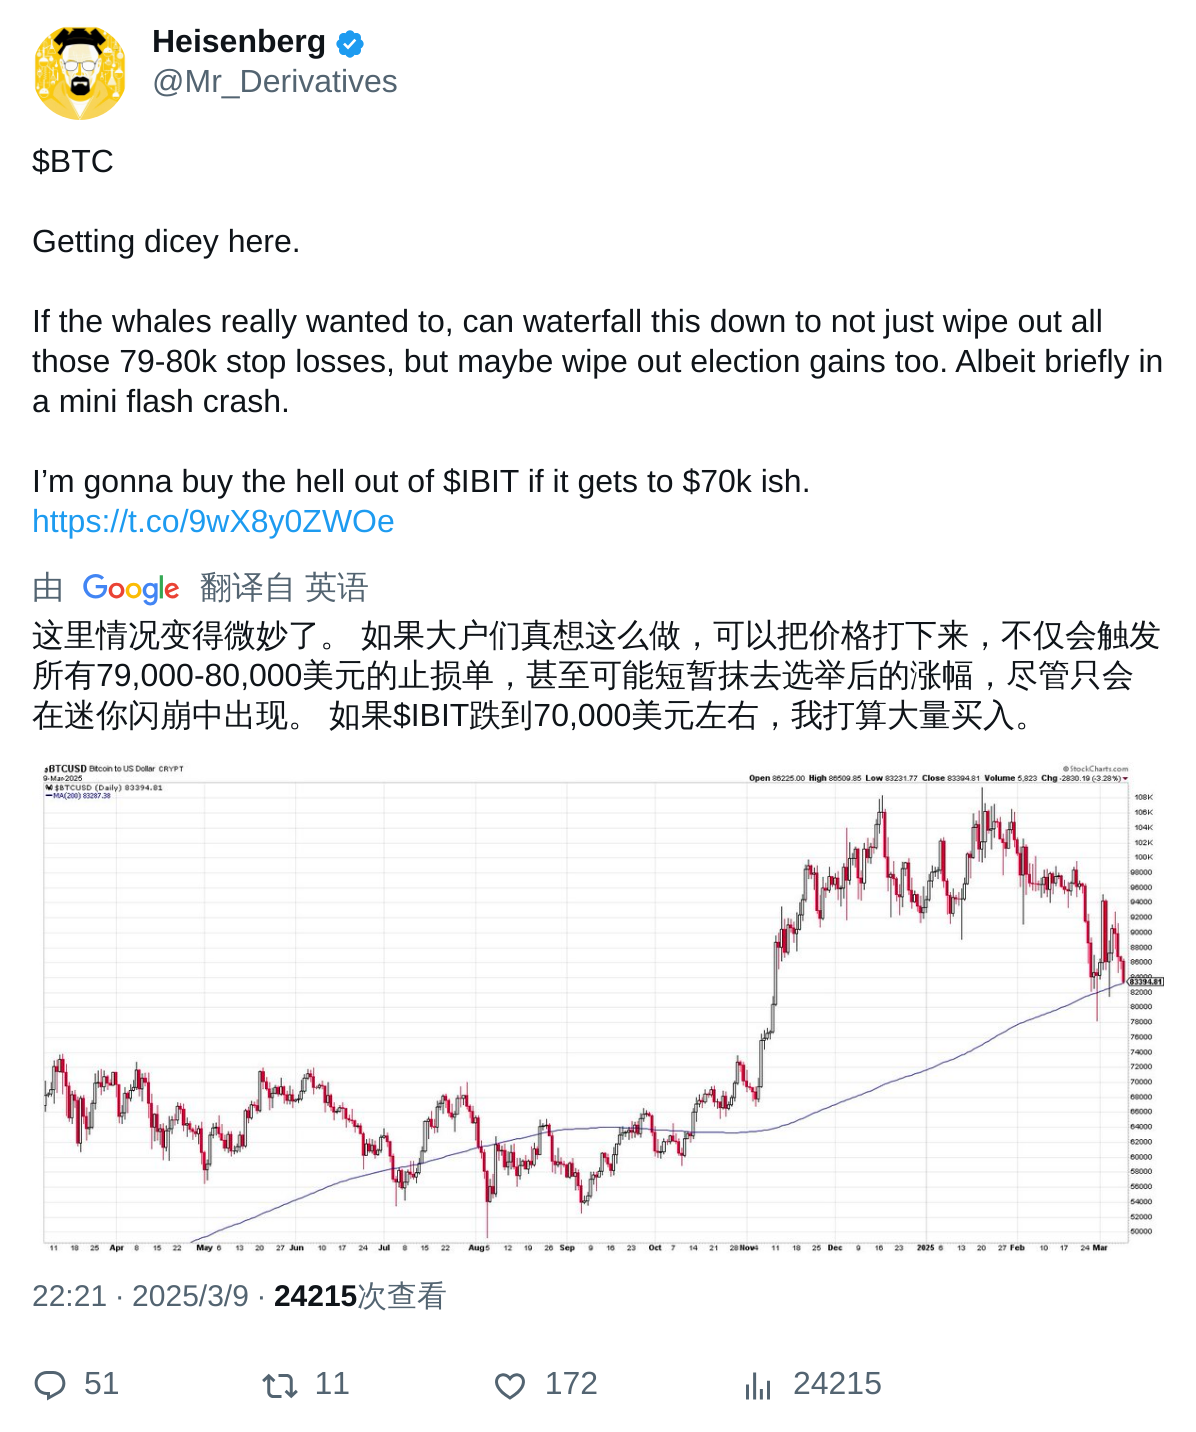 Heisenberg
@Mr_Derivatives
$BTC
Getting dicey here.
If the whales really wanted to, can waterfall this down to not just wipe out all
those 79-80k stop losses, but maybe wipe out election gains too. Albeit briefly in
a mini flash crash.
I’m gonna buy the hell out of $IBIT if it gets to $70k ish.
https://t.co/9wX8y0ZWOe
由 Google 翻译自 英语
这里情况变得微妙了。 如果大户们真想这么做，可以把价格打下来，不仅会触发
所有79,000-80,000美元的止损单，甚至可能短暂抹去选举后的涨幅，尽管只会
在迷你闪崩中出现。 如果$IBIT跌到70,000美元左右，我打算大量买入。
$BTCUSD Bitcoin to US Dollar CRYPT
© StockCharts.com
9-Mar-2025
Open 86225.00 High 86509.85 Low 83231.77 Close 83394.81 Volume 5,823 Chg -2830.19 (-3.28%)
$BTCUSD (Daily) 83394.81
MA(200) 83287.38
108K
106K
104K
102K
100K
98000
96000
94000
92000
90000
88000
86000
84000
83394.81
82000
80000
78000
76000
74000
72000
70000
68000
66000
64000
62000
60000
58000
56000
54000
52000
50000
11 18 25 Apr 8 15 22 May 6 13 20 27 Jun 10 17 24 Jul 8 15 22 Aug 5 12 19 26 Sep 9 16 23 Oct 7 14 21 28 Nov 4 11 18 25 Dec 9 16 23 2025 6 13 20 27 Feb 10 17 24 Mar
22:21 · 2025/3/9 · 24215次查看
51 11 172 24215